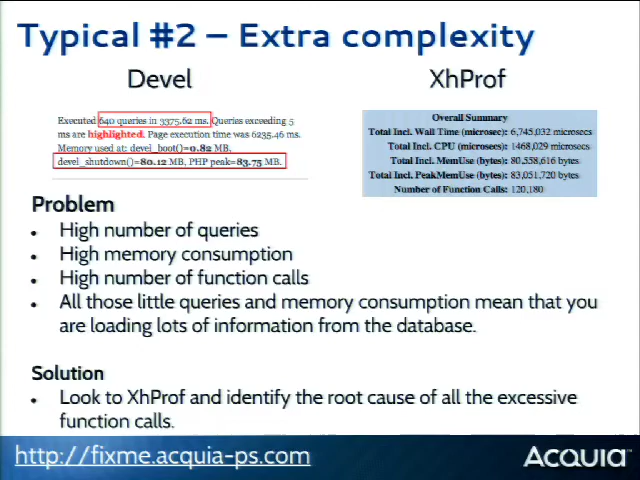 Typical #2 – Extra complexity
Devel
XhProf
Executed 640 queries in 3375.62 ms. Queries exceeding 5
ms are highlighted. Page execution time was 6235.46 ms.
Memory used at: devel_boot()=0.82 MB,
devel_shutdown()=80.12 MB, PHP peak=83.75 MB.
Overall Summary
Total Incl. Wall Time (microsec): 6,745,032 microsecs
Total Incl. CPU (microsecs): 1468,029 microsecs
Total Incl. MemUse (bytes): 80,558,616 bytes
Total Incl. PeakMemUse (bytes): 83,051,720 bytes
Number of Function Calls: 120,180
Problem
• High number of queries
• High memory consumption
• High number of function calls
• All those little queries and memory consumption mean that you
are loading lots of information from the database.
Solution
• Look to XhProf and identify the root cause of all the excessive
function calls.
http://fixme.acquia-ps.com
ACQUIA